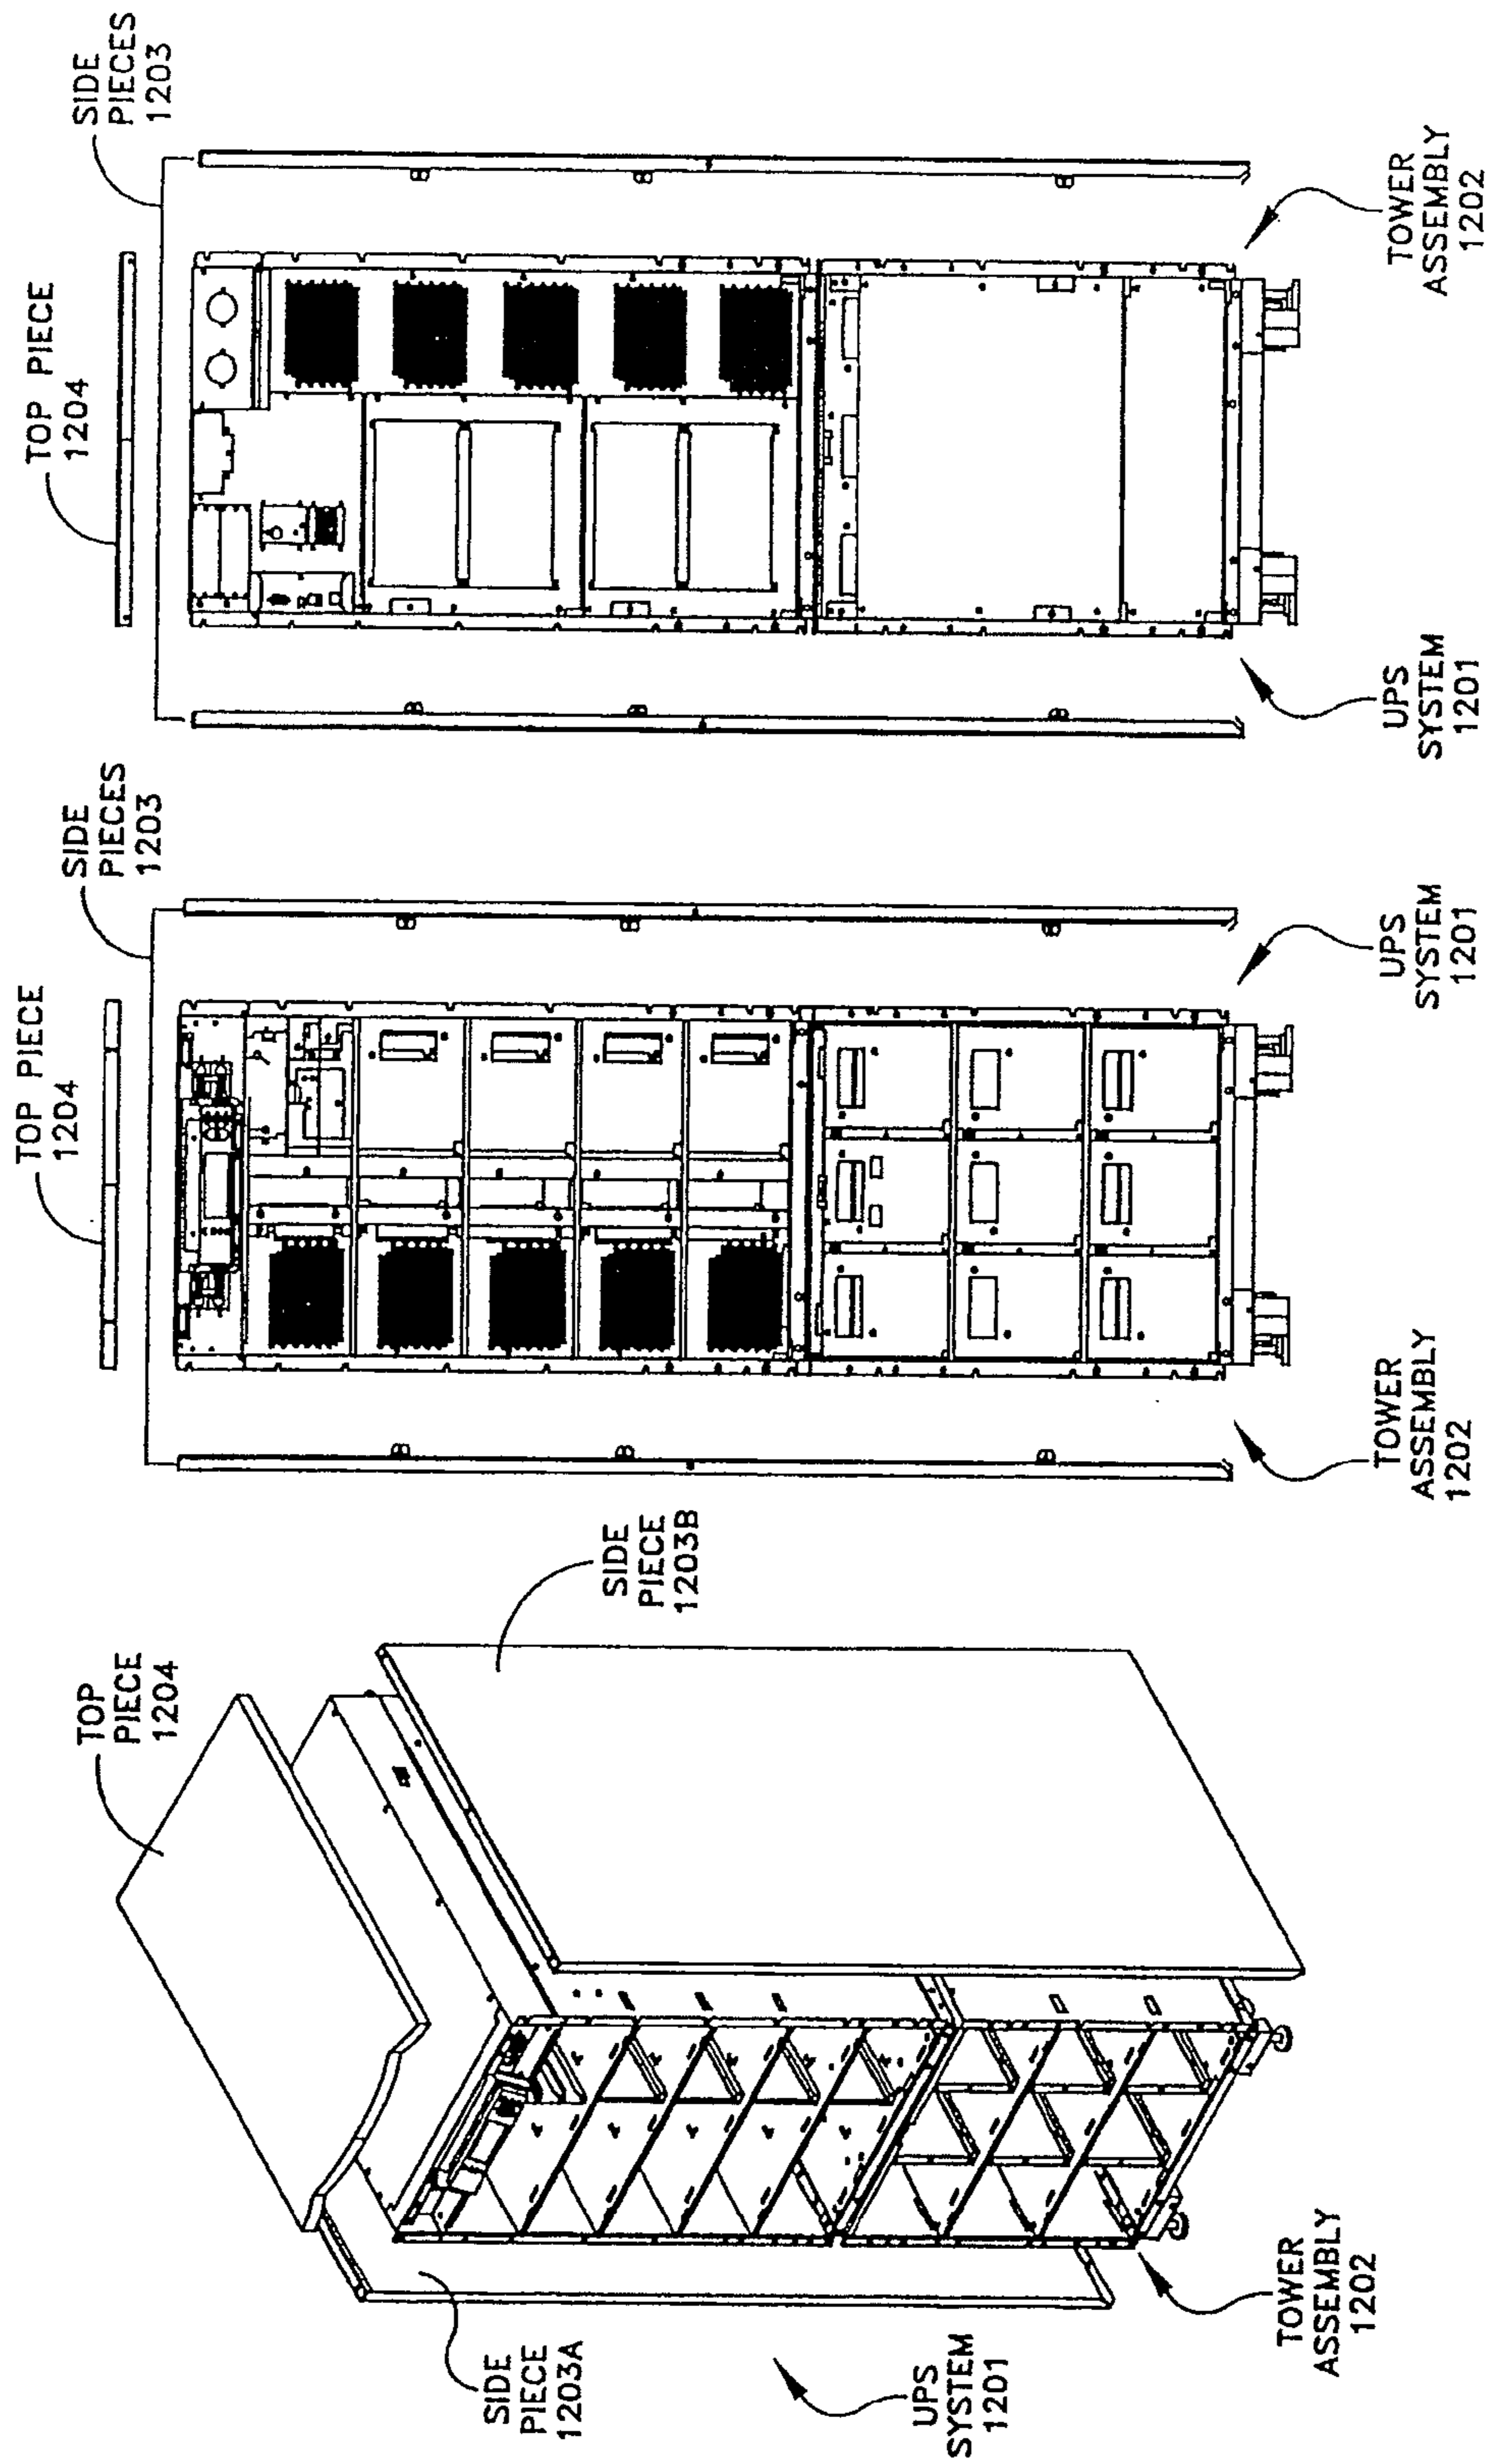 TOP
PIECE
1204
SIDE
PIECE
1203B
SIDE
PIECE
1203A
UPS
SYSTEM
1201
TOWER
ASSEMBLY
1202
TOP PIECE
1204
SIDE
PIECES
1203
TOWER
ASSEMBLY
1202
UPS
SYSTEM
1201
TOP PIECE
1204
SIDE
PIECES
1203
UPS
SYSTEM
1201
TOWER
ASSEMBLY
1202